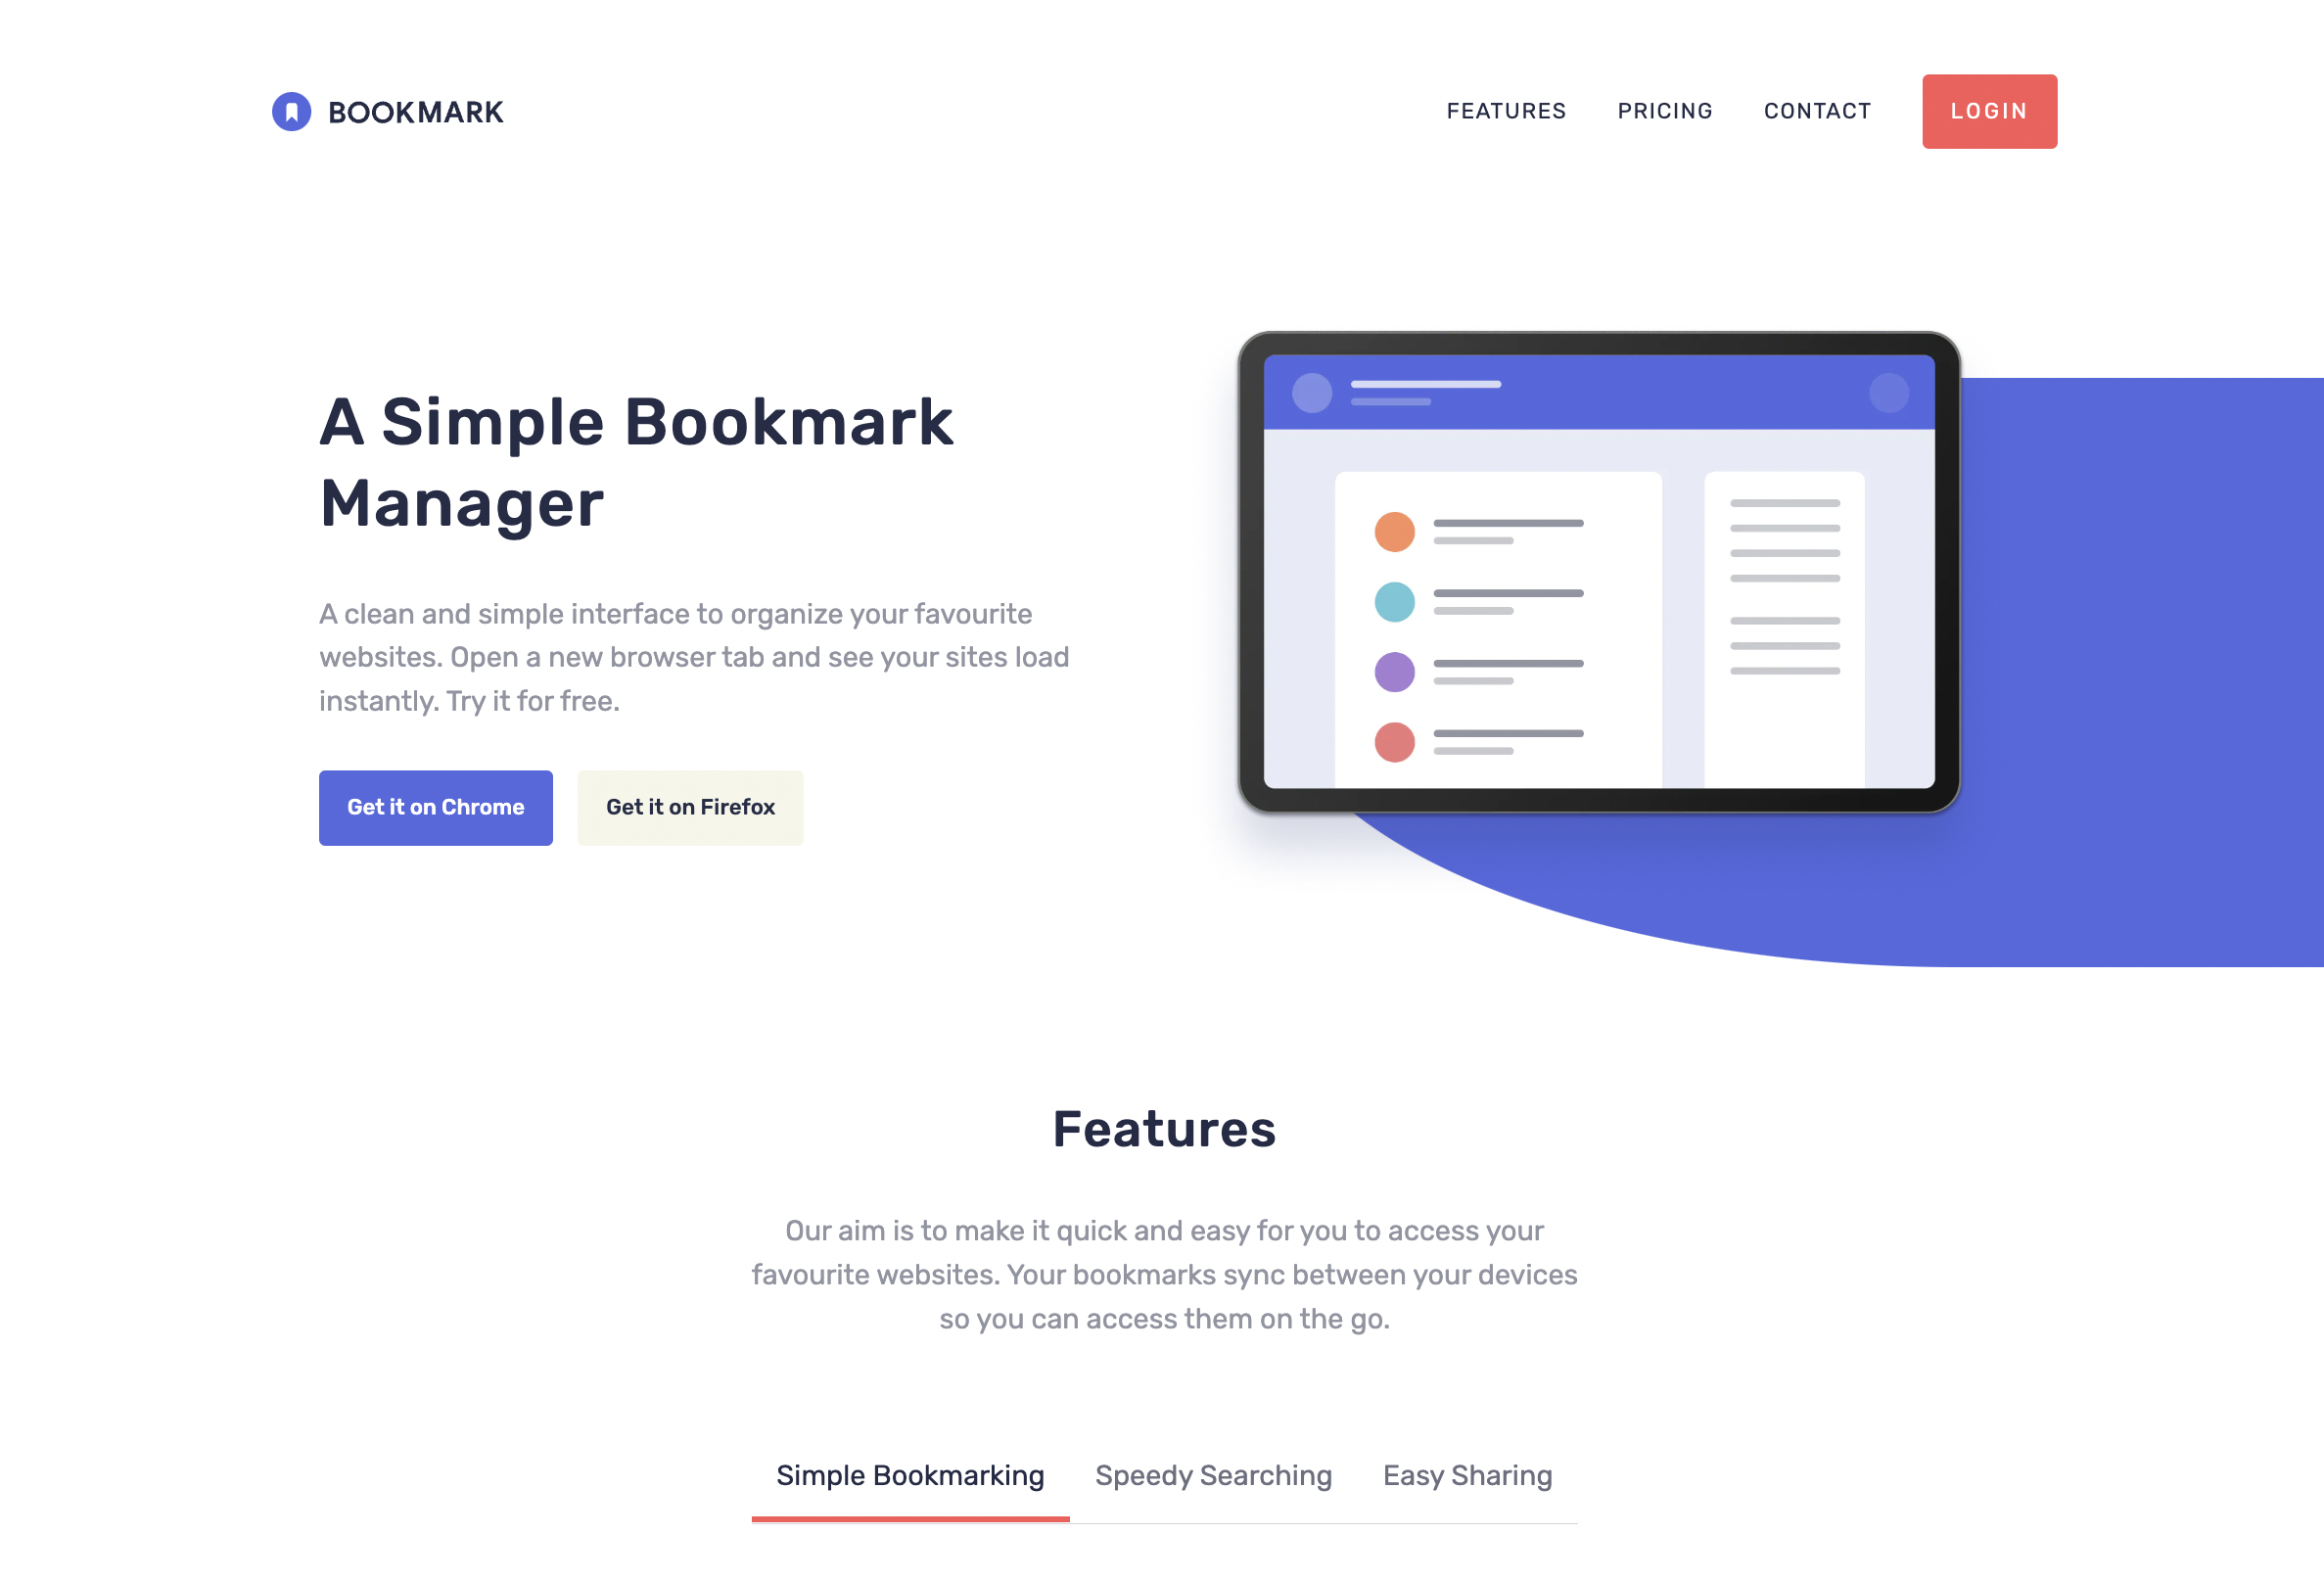 BOOKMARK
FEATURES PRICING CONTACT LOGIN
A Simple Bookmark
Manager
A clean and simple interface to organize your favourite
websites. Open a new browser tab and see your sites load
instantly. Try it for free.
Get it on Chrome Get it on Firefox
Features
Our aim is to make it quick and easy for you to access your
favourite websites. Your bookmarks sync between your devices
so you can access them on the go.
Simple Bookmarking Speedy Searching Easy Sharing